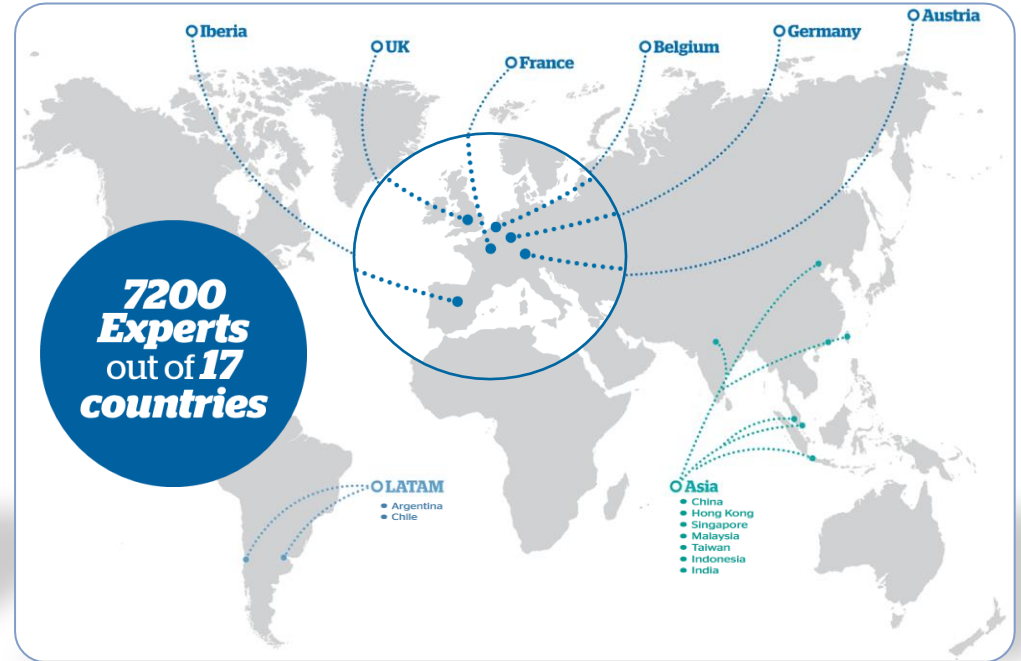 Iberia
UK
France
Belgium
Germany
Austria
7200
Experts
out of 17
countries
LATAM
Argentina
Chile
Asia
China
Hong Kong
Singapore
Malaysia
Taiwan
Indonesia
India